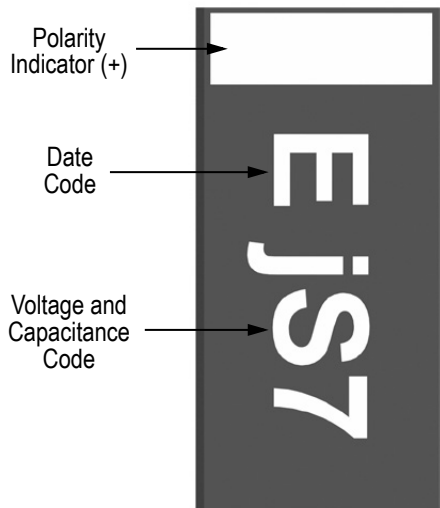 Polarity
Indicator (+)
Date
Code
Voltage and
Capacitance
Code
E jS7